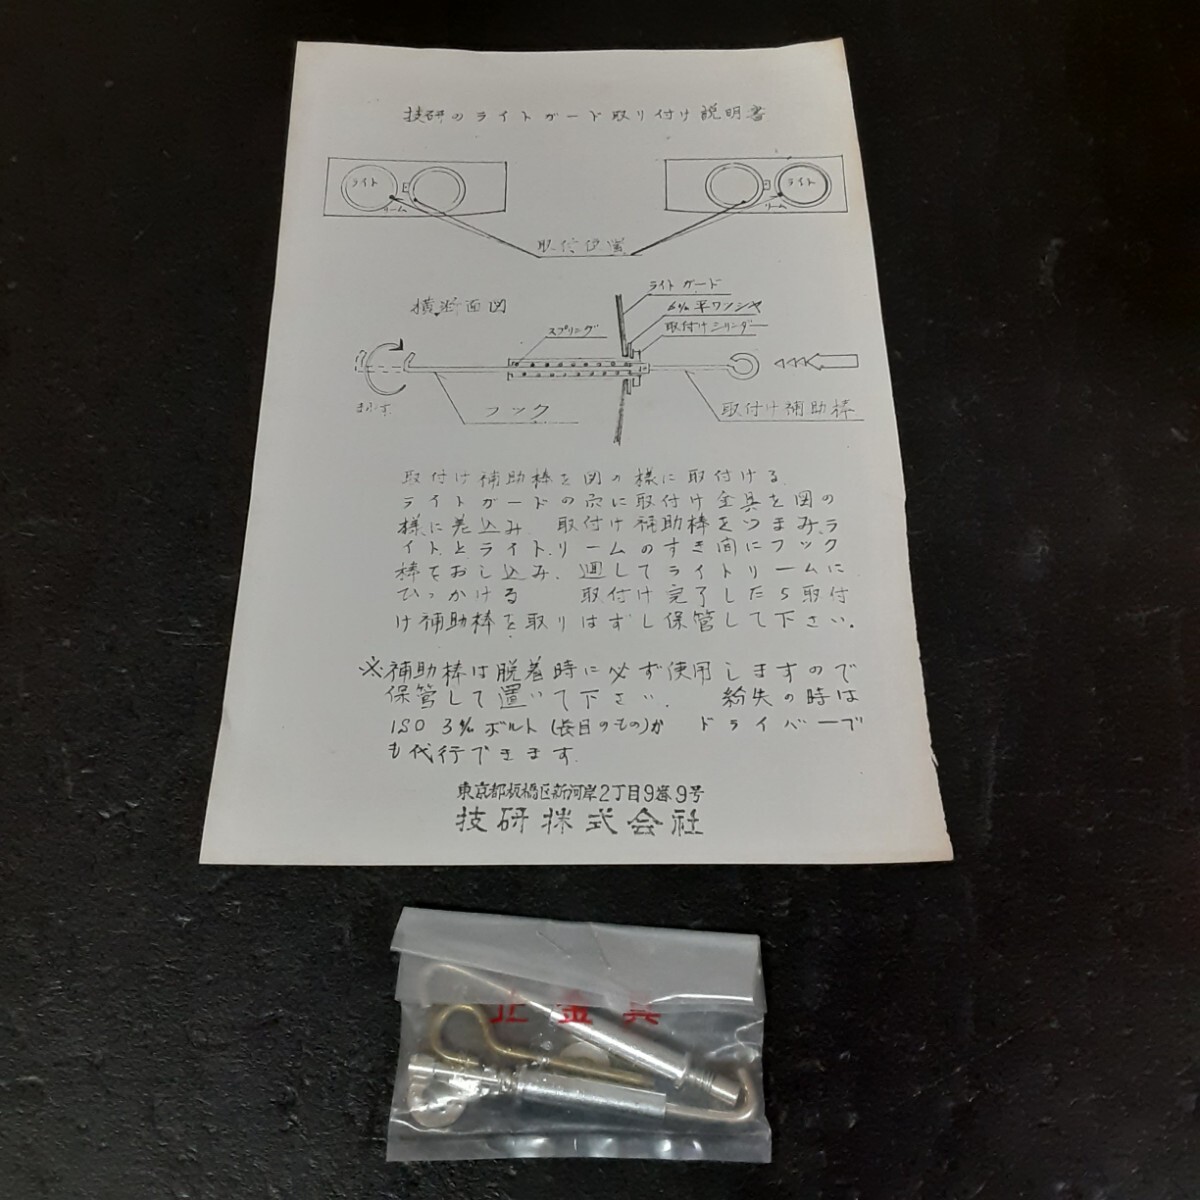 技研のライトガード取り付け説明書
ライト
ライト
リーム
リーム
取付位置
ライトガード
横断面図
6m/m平ワッシャ
スプリング
取付けシリンダー
まわす
フック
取付け補助棒
取付け補助棒を図の様に取付ける
ライトガードの穴に取付け金具を図の
様に差込み 取付け補助棒をつまみ、ラ
イトとライト.リームのすき間にフック
棒をおし込み、廻してライトリームに
ひっかける 取付け完了したら取付
け補助棒を取りはずし保管して下さい.
※補助棒は脱着時に必ず使用しますので
保管して置いて下さい. 紛失の時は
ISO 3m/mボルト(長目のもの)か ドライバーで
も代行できます.
東京都板橋区新河岸2丁目9番9号
技研株式会社
止金具